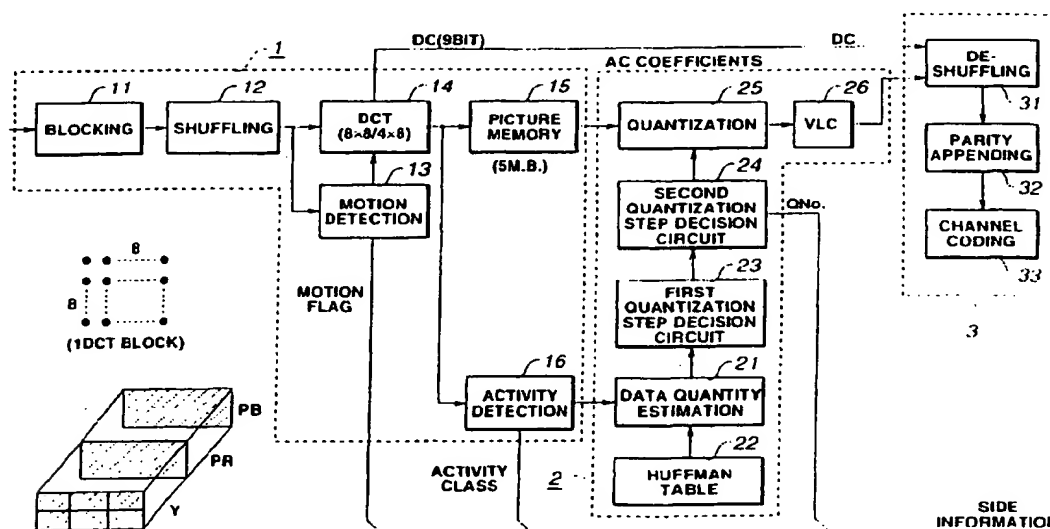 DC(9BIT)
DC
1
AC COEFFICIENTS
11
BLOCKING
12
SHUFFLING
14
DCT
(8×8/4×8)
15
PICTURE
MEMORY
(5M.B.)
25
QUANTIZATION
26
VLC
DE-
SHUFFLING
31
13
MOTION
DETECTION
24
SECOND
QUANTIZATION
STEP DECISION
CIRCUIT
QNo.
PARITY
APPENDING
32
CHANNEL
CODING
33
3
8
8
(1DCT BLOCK)
MOTION
FLAG
23
FIRST
QUANTIZATION
STEP DECISION
CIRCUIT
16
ACTIVITY
DETECTION
21
DATA QUANTITY
ESTIMATION
PB
PR
Y
ACTIVITY
CLASS
2
22
HUFFMAN
TABLE
SIDE
INFORMATION